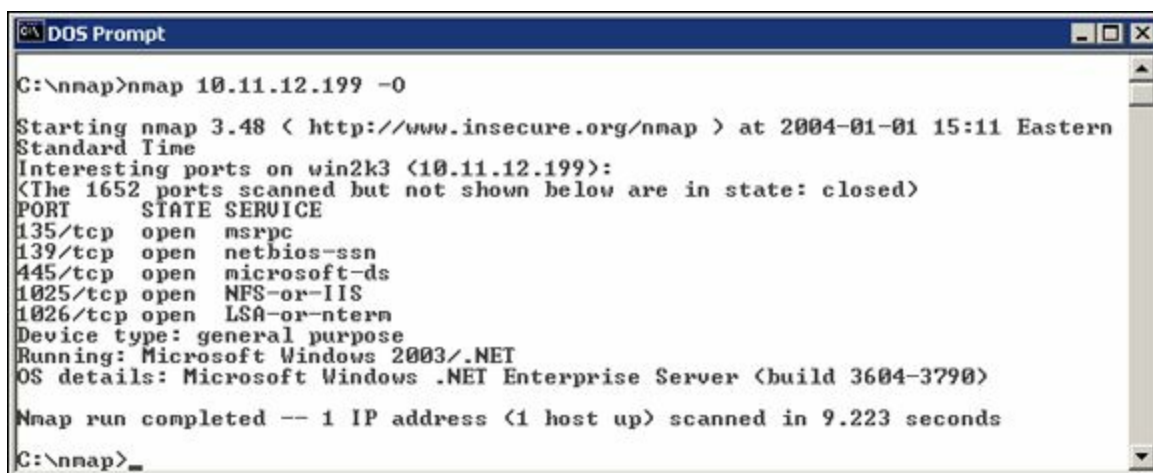 DOS Prompt
C:\nmap>nmap 10.11.12.199 -O
Starting nmap 3.48 ( http://www.insecure.org/nmap ) at 2004-01-01 15:11 Eastern
Standard Time
Interesting ports on win2k3 (10.11.12.199):
(The 1652 ports scanned but not shown below are in state: closed)
PORT     STATE SERVICE
135/tcp  open  msrpc
139/tcp  open  netbios-ssn
445/tcp  open  microsoft-ds
1025/tcp open  NFS-or-IIS
1026/tcp open  LSA-or-nterm
Device type: general purpose
Running: Microsoft Windows 2003/.NET
OS details: Microsoft Windows .NET Enterprise Server (build 3604-3790)
Nmap run completed -- 1 IP address (1 host up) scanned in 9.223 seconds
C:\nmap>_